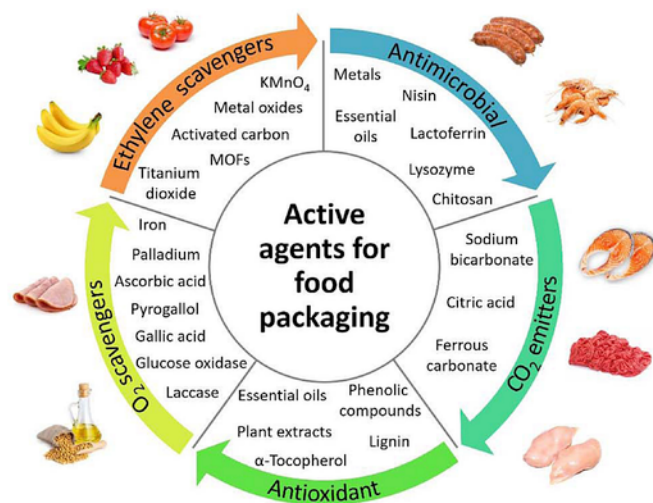 Active
agents for
food
packaging
Ethylene scavengers
KMnO₄
Metal oxides
Activated carbon
MOFs
Titanium
dioxide
Antimicrobial
Metals
Nisin
Essential
oils
Lactoferrin
Lysozyme
Chitosan
CO₂ emitters
Sodium
bicarbonate
Citric acid
Ferrous
carbonate
Antioxidant
Essential oils
Phenolic
compounds
Plant extracts
Lignin
α-Tocopherol
O₂ scavengers
Iron
Palladium
Ascorbic acid
Pyrogallol
Gallic acid
Glucose oxidase
Laccase